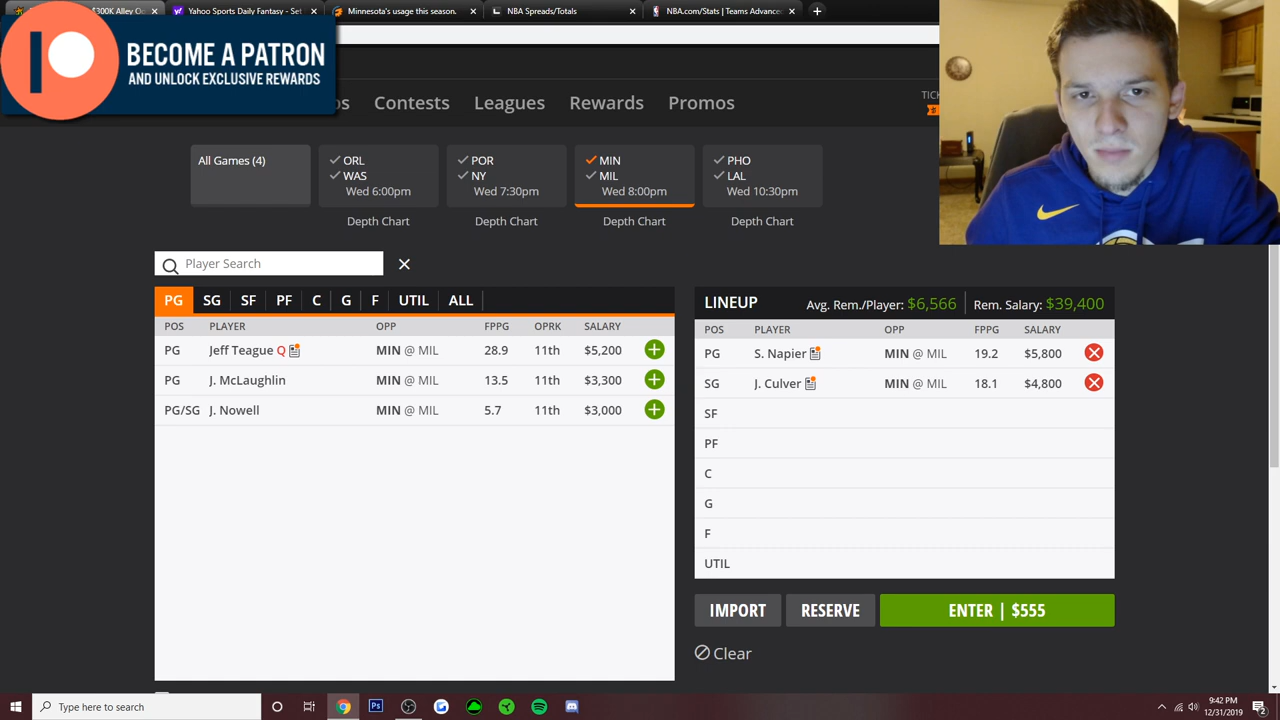 $300K Alley Oo
Yahoo Sports Daily Fantasy - Set
Minnesota's usage this season.
NBA Spreads/Totals
NBA.com/Stats | Teams Advance
BECOME A PATRON
AND UNLOCK EXCLUSIVE REWARDS
os Contests Leagues Rewards Promos
TIC
All Games (4)
ORL
WAS
Wed 6:00pm
Depth Chart
POR
NY
Wed 7:30pm
Depth Chart
MIN
MIL
Wed 8:00pm
Depth Chart
PHO
LAL
Wed 10:30pm
Depth Chart
Player Search
PG SG SF PF C G F UTIL ALL
POS PLAYER OPP FPPG OPRK SALARY
PG Jeff Teague Q MIN @ MIL 28.9 11th $5,200
PG J. McLaughlin MIN @ MIL 13.5 11th $3,300
PG/SG J. Nowell MIN @ MIL 5.7 11th $3,000
LINEUP Avg. Rem./Player: $6,566 Rem. Salary: $39,400
POS PLAYER OPP FPPG SALARY
PG S. Napier MIN @ MIL 19.2 $5,800
SG J. Culver MIN @ MIL 18.1 $4,800
SF
PF
C
G
F
UTIL
IMPORT RESERVE ENTER | $555
Clear
Type here to search
9:42 PM
12/31/2019
2